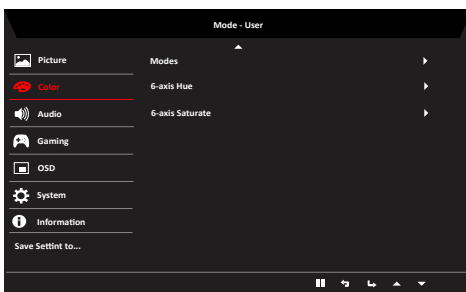 Mode - User
Picture
Color
Audio
Gaming
OSD
System
Information
Save Settint to...
Modes
6-axis Hue
6-axis Saturate